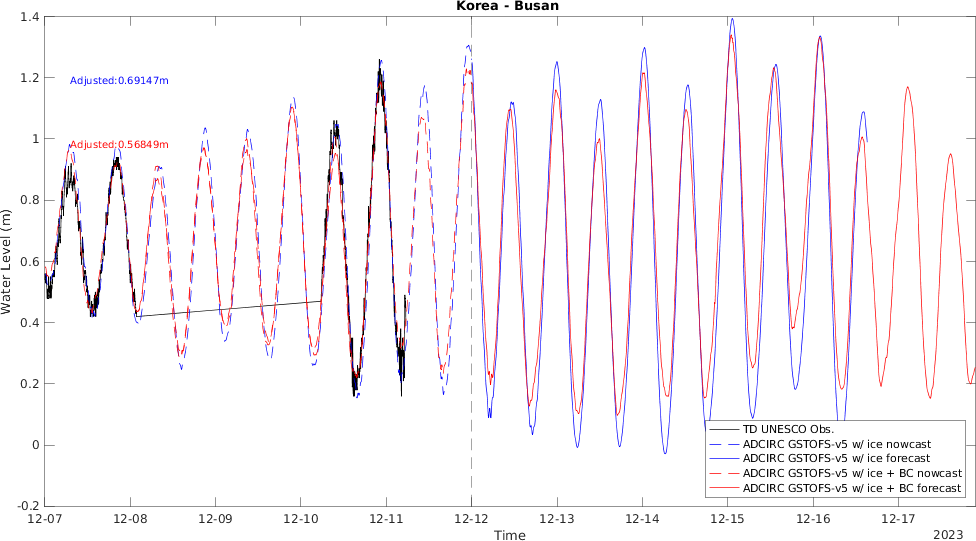 Korea - Busan
Water Level (m)
1.4
1.2
1
0.8
0.6
0.4
0.2
0
-0.2
Adjusted:0.69147m
Adjusted:0.56849m
TD UNESCO Obs.
ADCIRC GSTOFS-v5 w/ ice nowcast
ADCIRC GSTOFS-v5 w/ ice forecast
ADCIRC GSTOFS-v5 w/ ice + BC nowcast
ADCIRC GSTOFS-v5 w/ ice + BC forecast
12-07 12-08 12-09 12-10 12-11 12-12 12-13 12-14 12-15 12-16 12-17
Time
2023